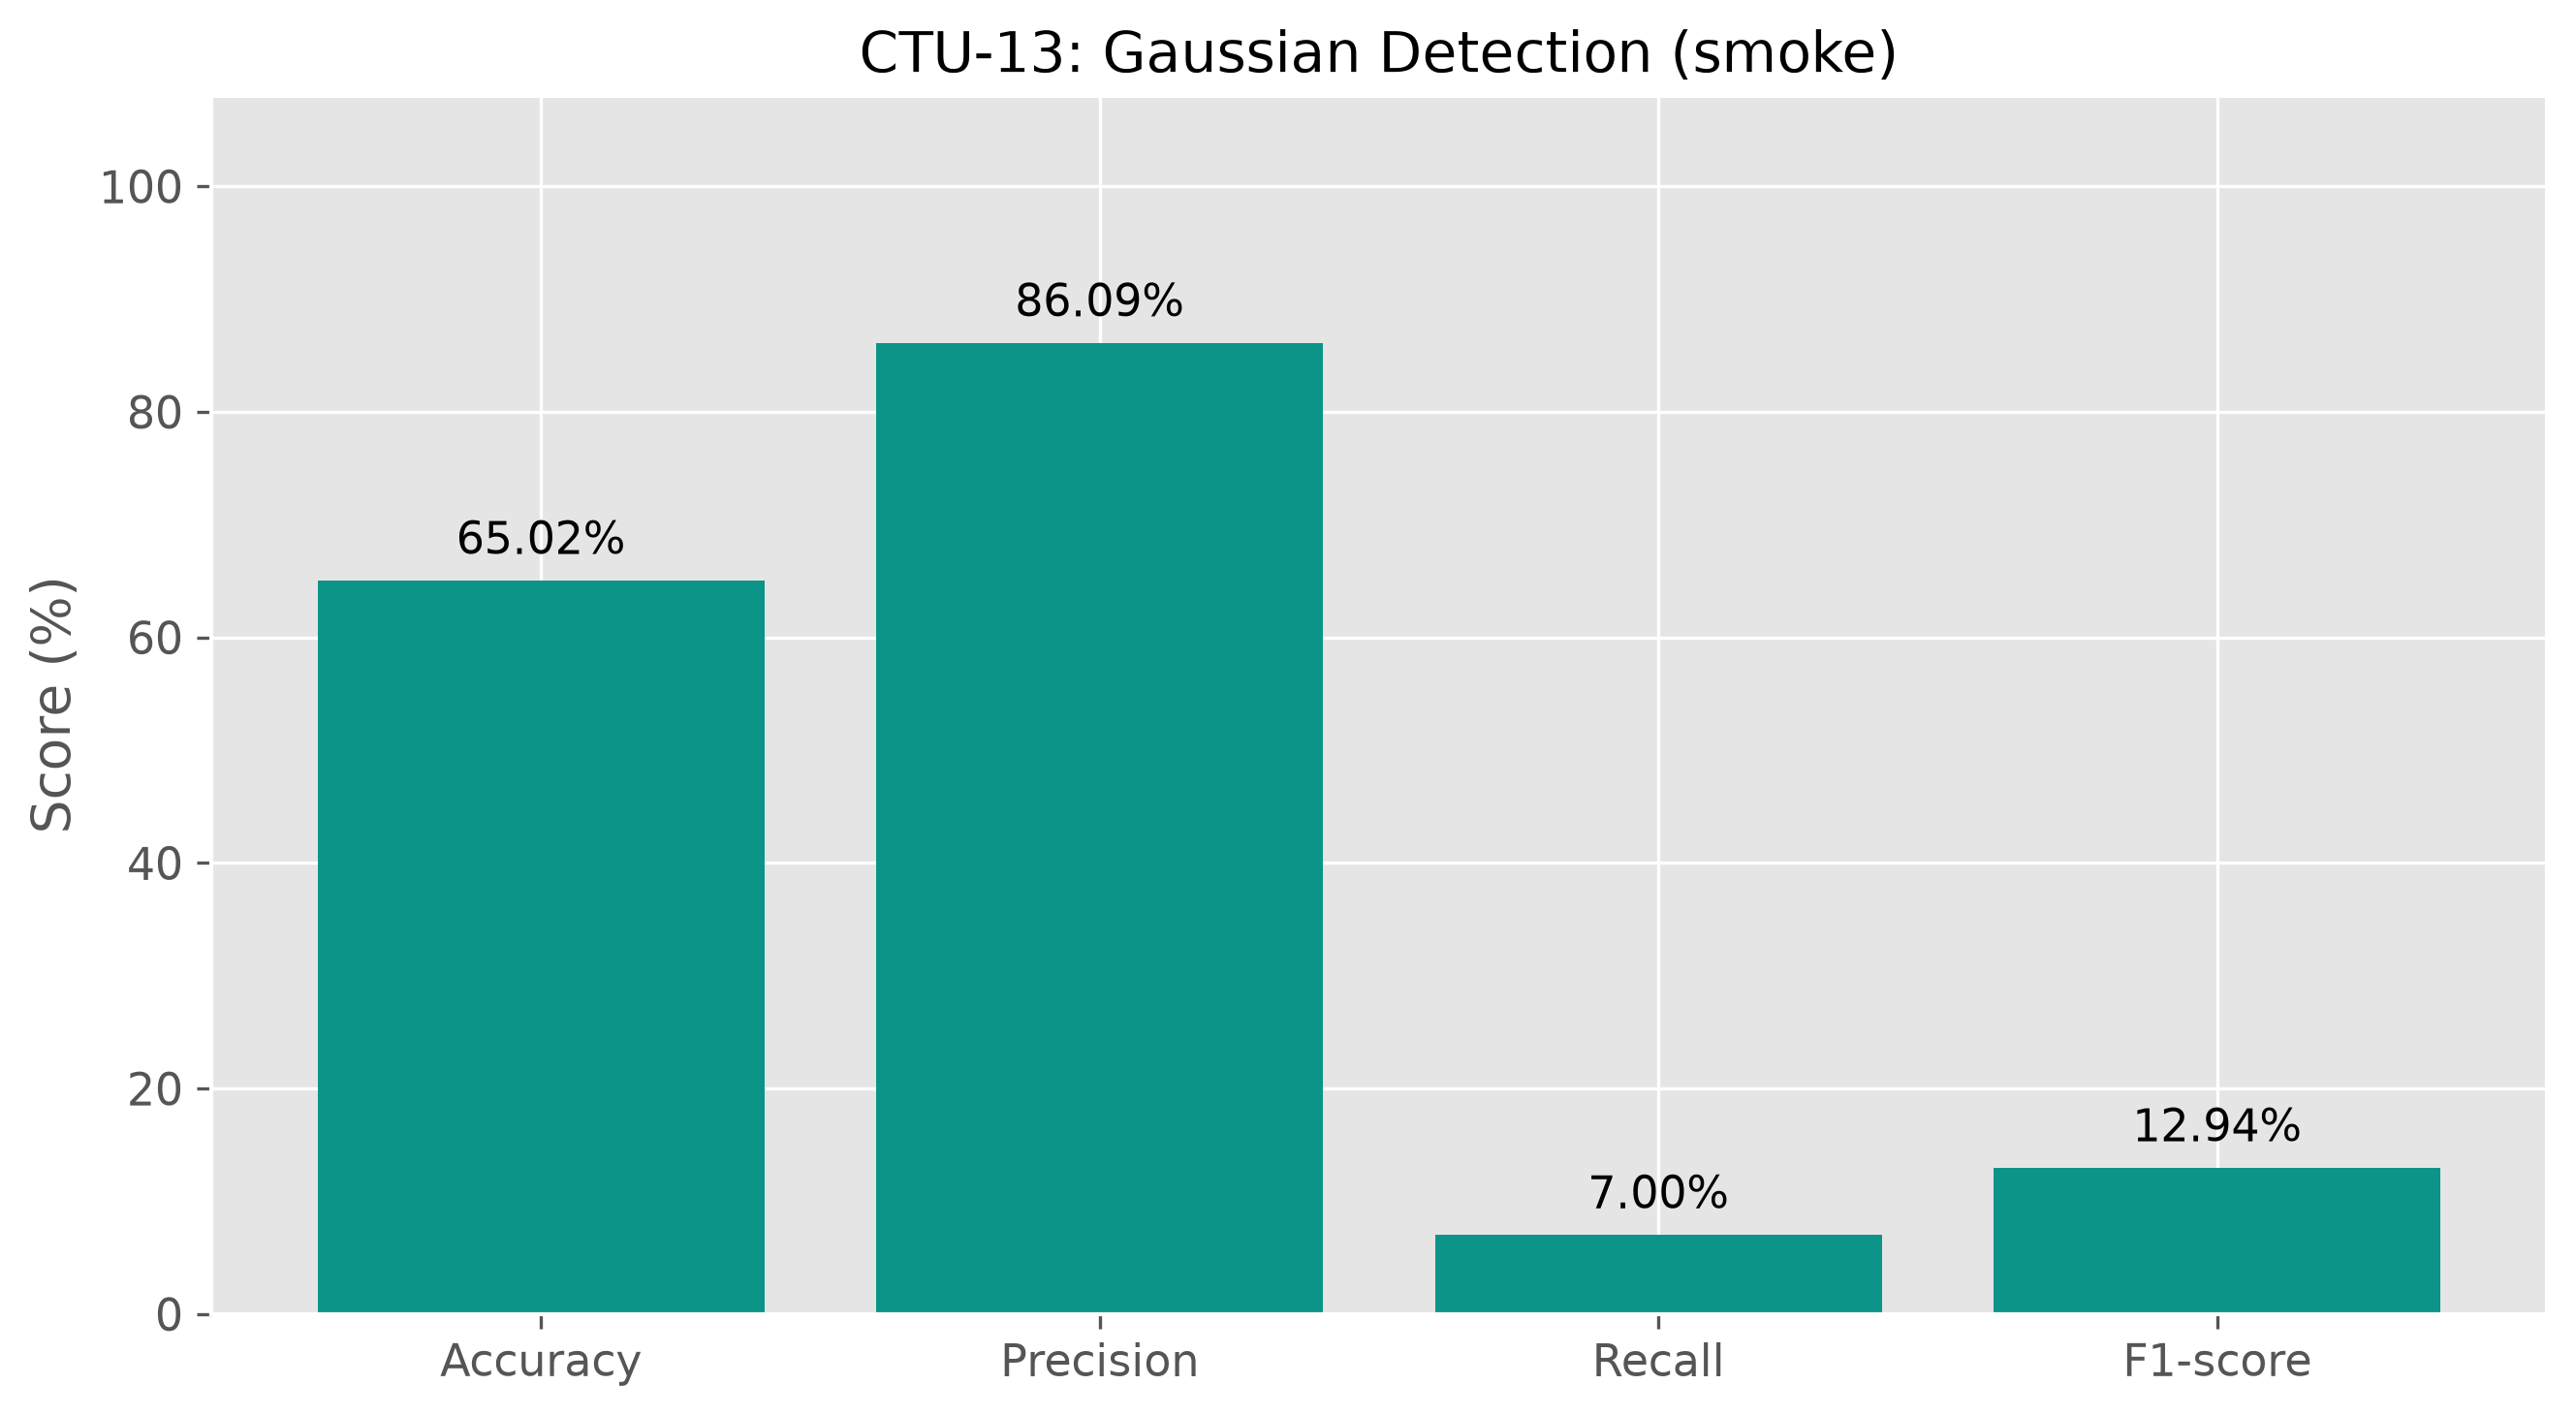 CTU-13: Gaussian Detection (smoke)
Score (%)
100
80
60
40
20
0
65.02%
86.09%
7.00%
12.94%
Accuracy
Precision
Recall
F1-score